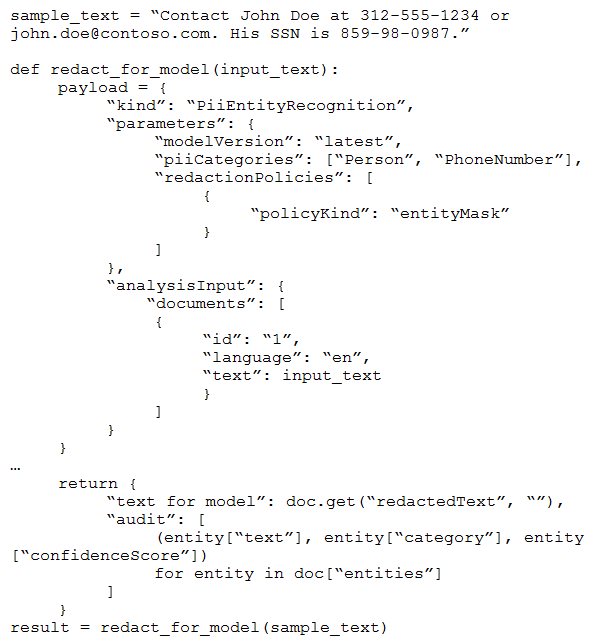 sample_text = “Contact John Doe at 312-555-1234 or
john.doe@contoso.com. His SSN is 859-98-0987.”

def redact_for_model(input_text):
     payload = {
          “kind”: “PiiEntityRecognition”,
          “parameters”: {
               “modelVersion”: “latest”,
               “piiCategories”: [“Person”, “PhoneNumber”],
               “redactionPolicies”: [
                    {
                         “policyKind”: “entityMask”
                    }
               ]
          },
          “analysisInput”: {
              “documents”: [
               {
                    “id”: “1”,
                    “language”: “en”,
                    “text”: input_text
                    }
               ]
          }
     }
…
     return {
          “text for model”: doc.get(“redactedText”, “”),
          “audit”: [
               (entity[“text”], entity[“category”], entity
[“confidenceScore”])
               for entity in doc[“entities”]
          ]
     }
result = redact_for_model(sample_text)